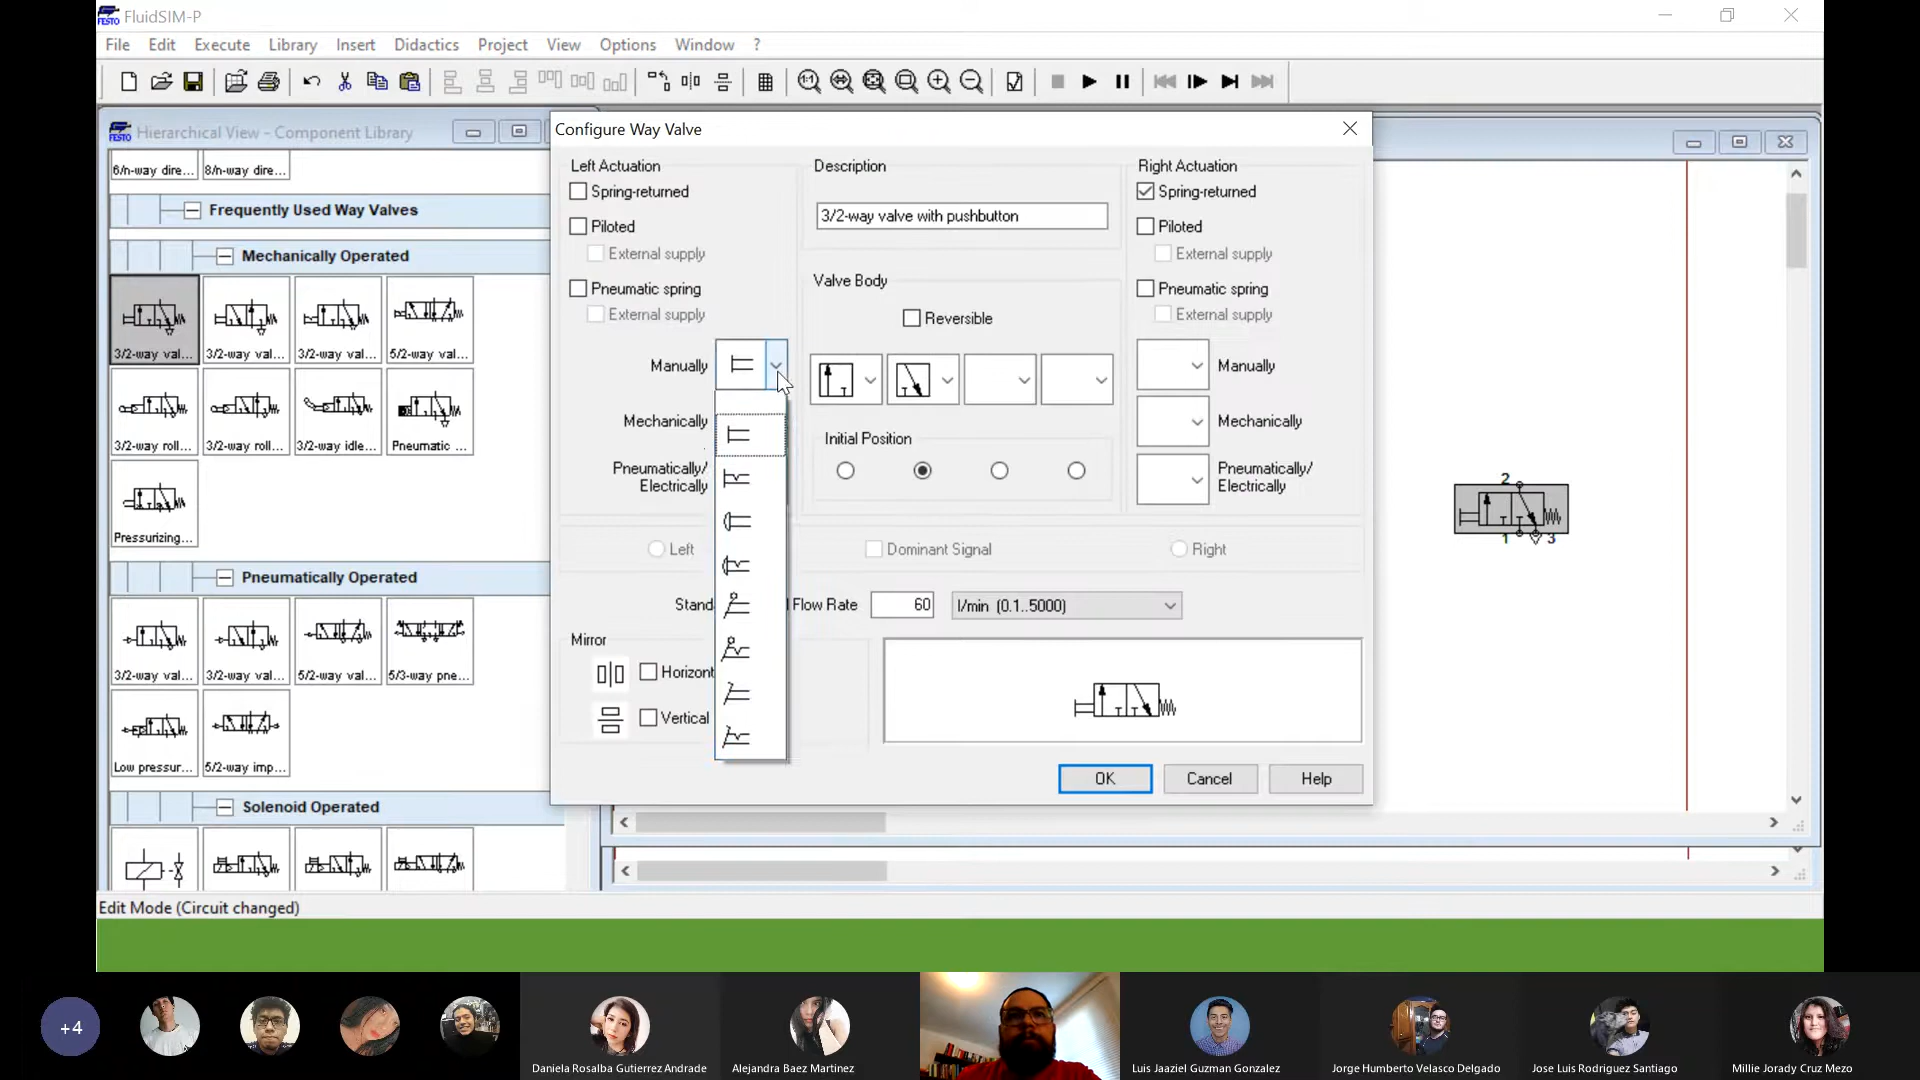 FESTO FluidSIM-P
File Edit Execute Library Insert Didactics Project View Options Window ?
FESTO Hierarchical View - Component Library
6/n-way dire... 8/n-way dire...
Frequently Used Way Valves
Mechanically Operated
3/2-way val... 3/2-way val... 3/2-way val... 5/2-way val...
3/2-way roll... 3/2-way roll... 3/2-way idle... Pneumatic ...
Pressurizing...
Pneumatically Operated
3/2-way val... 3/2-way val... 5/2-way val... 5/3-way pne...
Low pressur... 5/2-way imp...
Solenoid Operated
Configure Way Valve
Left Actuation
Spring-returned
Piloted
External supply
Pneumatic spring
External supply
Manually
Mechanically
Pneumatically/
Electrically
Description
3/2-way valve with pushbutton
Valve Body
Reversible
Initial Position
Right Actuation
Spring-returned
Piloted
External supply
Pneumatic spring
External supply
Manually
Mechanically
Pneumatically/
Electrically
Left Dominant Signal Right
Stand Flow Rate 60 l/min (0.1..5000)
Mirror
Horizont
Vertical
OK Cancel Help
2
1 3
Edit Mode (Circuit changed)
+4
Daniela Rosalba Gutierrez Andrade
Alejandra Baez Martinez
Luis Jaaziel Guzman Gonzalez
Jorge Humberto Velasco Delgado
Jose Luis Rodriguez Santiago
Millie Jorady Cruz Mezo